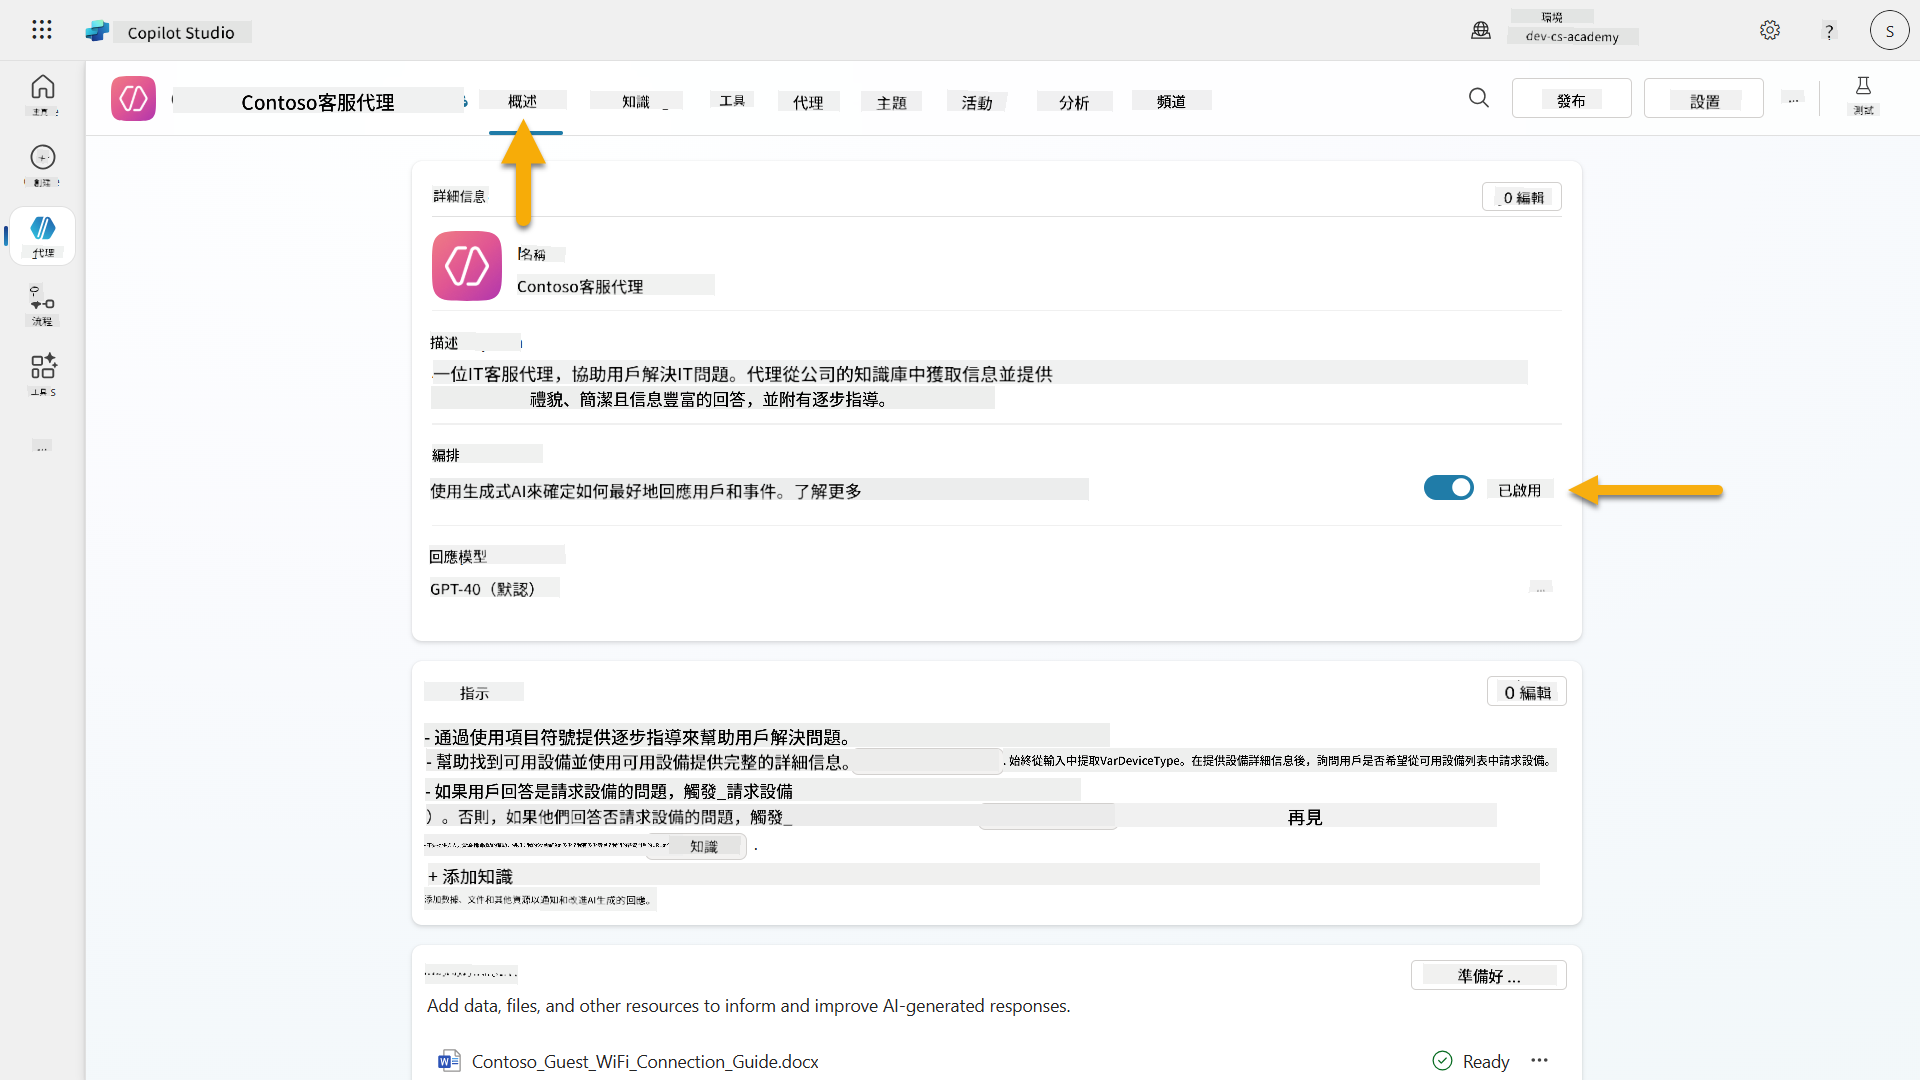 Copilot Studio
環境
dev-cs-academy
?
S
主頁
Contoso客服代理
概述
知識
工具
代理
主題
活動
分析
頻道
發布
設置
...
測試
創建
代理
流程
工具 S
...
詳細信息
編輯
名稱
Contoso客服代理
描述
一位IT客服代理，協助用戶解決IT問題。代理從公司的知識庫中獲取信息並提供
禮貌、簡潔且信息豐富的回答，並附有逐步指導。
編排
使用生成式AI來確定如何最好地回應用戶和事件。了解更多
已啟用
回應模型
GPT-40（默認）
...
指示
編輯
- 通過使用項目符號提供逐步指導來幫助用戶解決問題。
- 幫助找到可用設備並使用可用設備提供完整的詳細信息。
. 始終從輸入中提取VarDeviceType。在提供設備詳細信息後，詢問用戶是否希望從可用設備列表中請求設備。
- 如果用戶回答是請求設備的問題，觸發_請求設備
）。否則，如果他們回答否請求設備的問題，觸發_
再見
知識
+ 添加知識
添加數據、文件和其他資源以通知和改進AI生成的回應。
準備好 ...
Add data, files, and other resources to inform and improve AI-generated responses.
Contoso_Guest_WiFi_Connection_Guide.docx
Ready
...